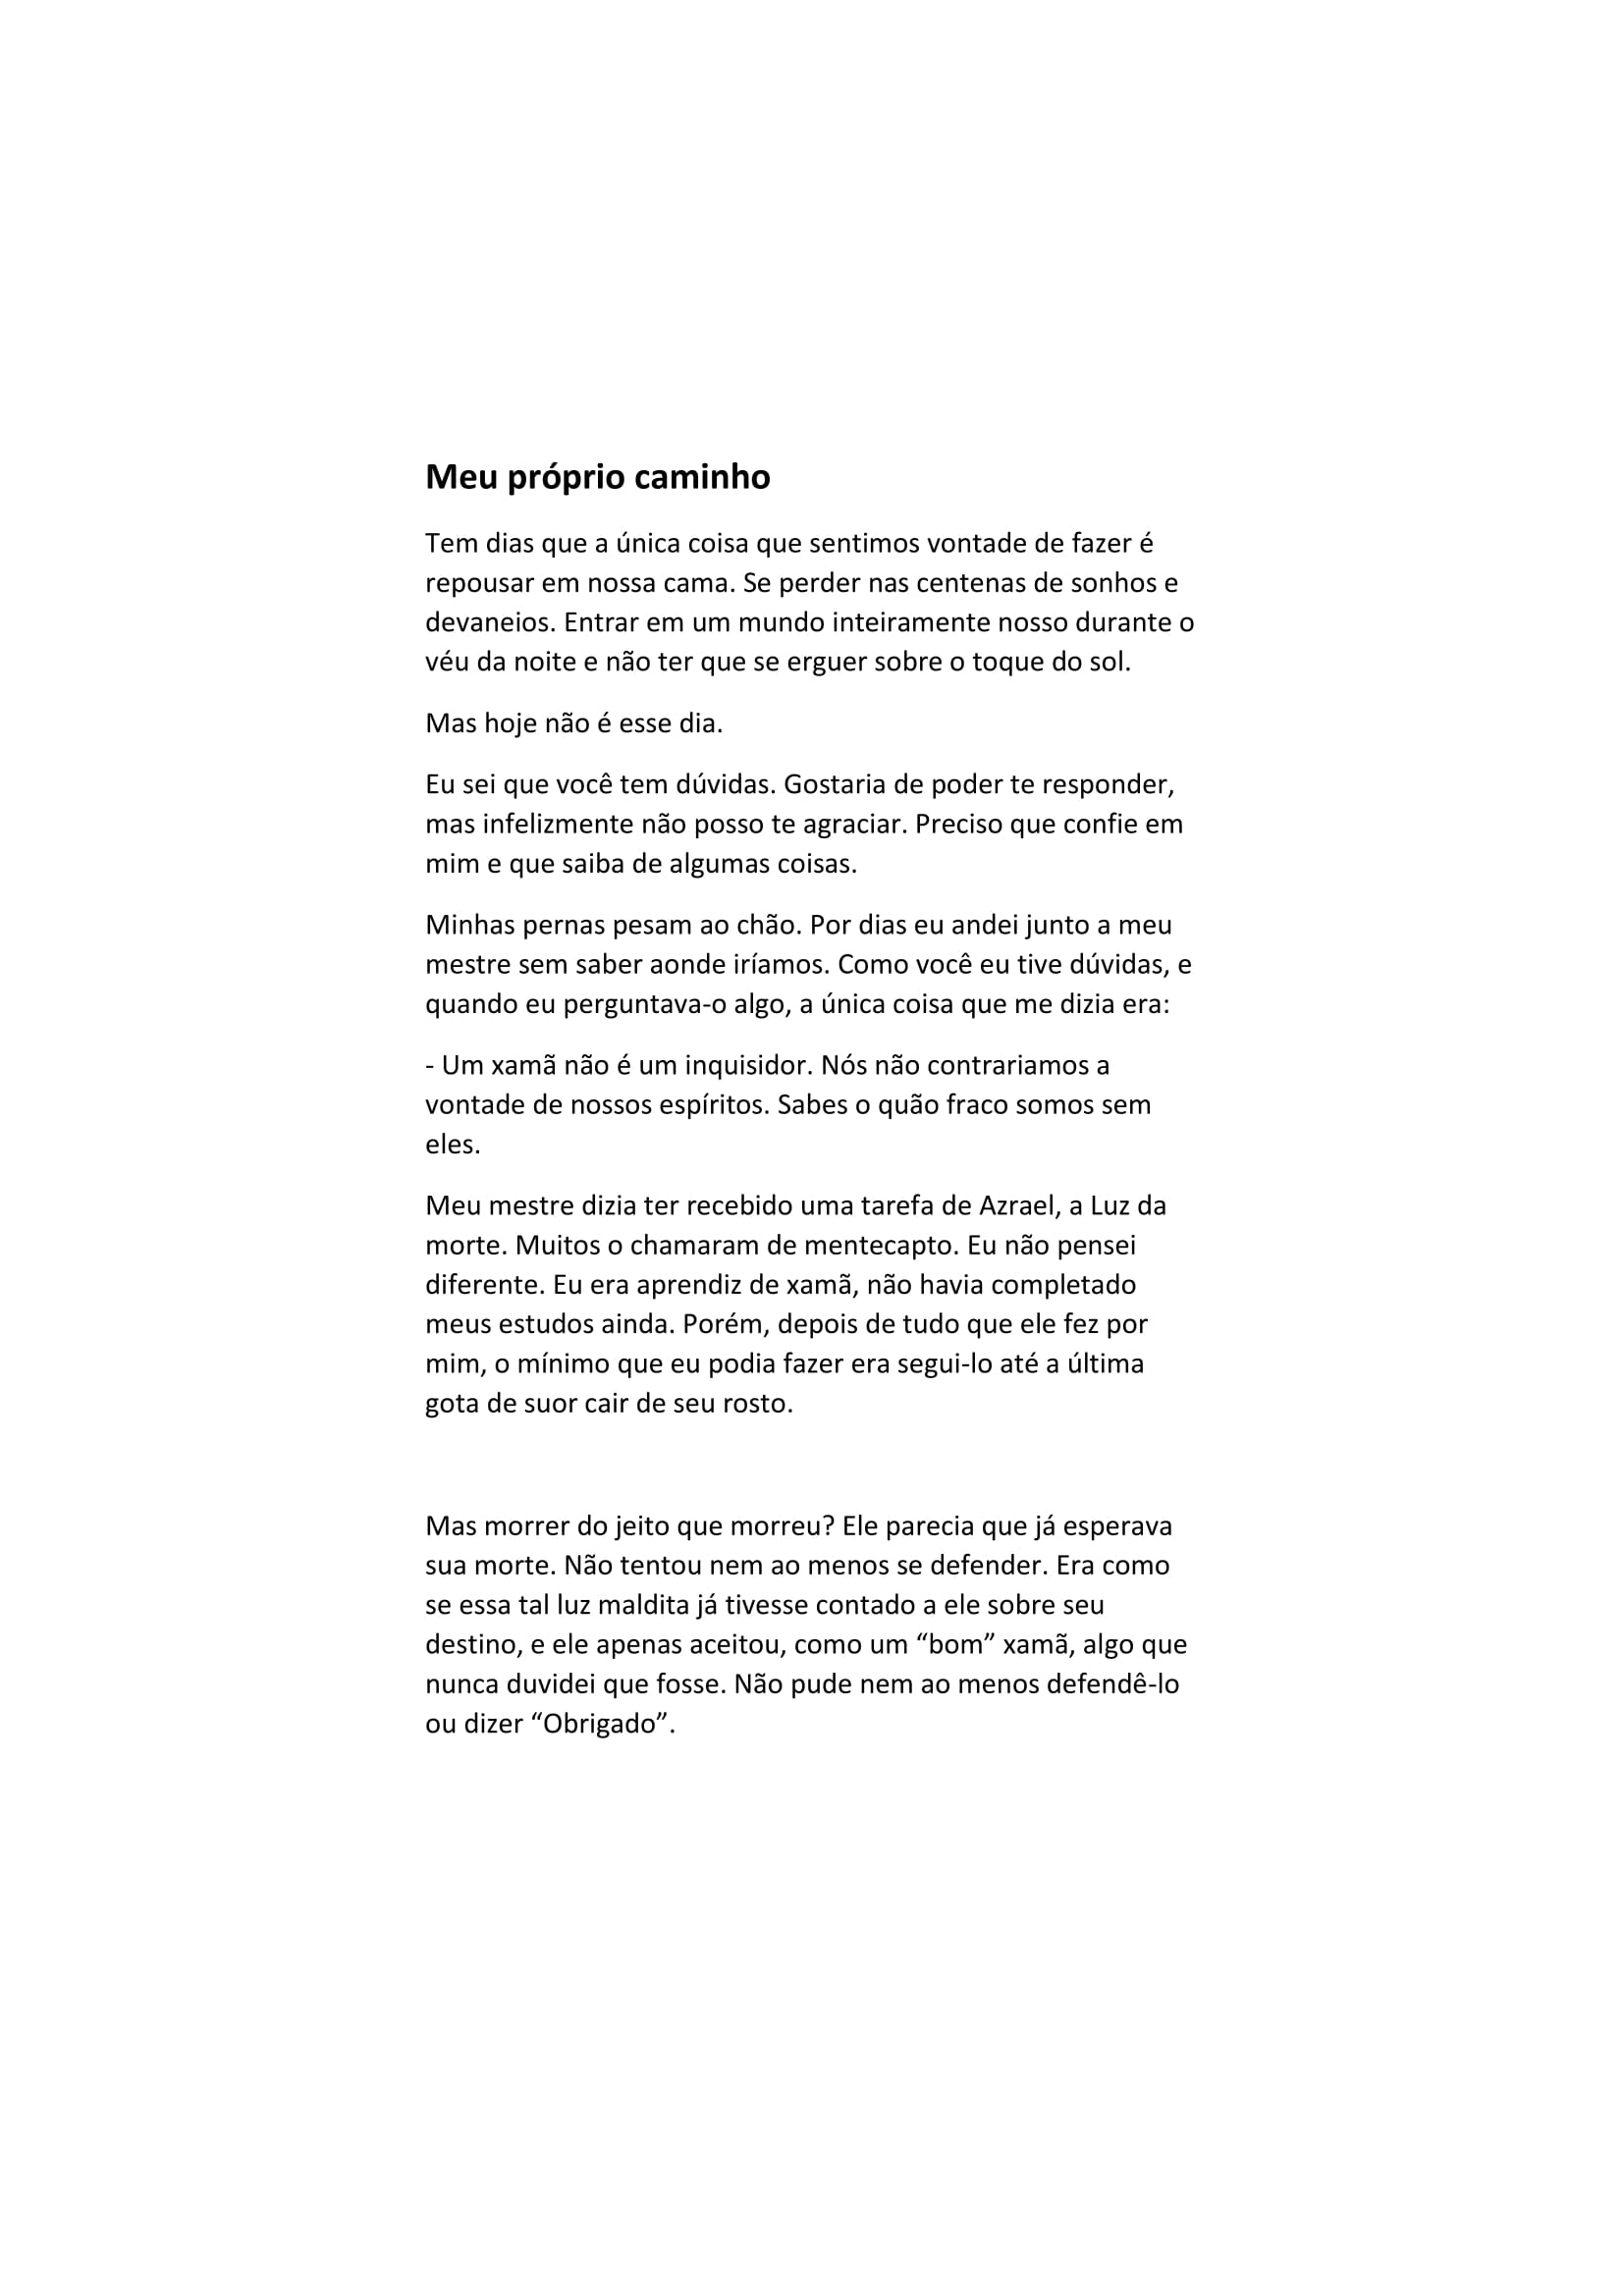 Meu próprio caminho
Tem dias que a única coisa que sentimos vontade de fazer é
repousar em nossa cama. Se perder nas centenas de sonhos e
devaneios. Entrar em um mundo inteiramente nosso durante o
véu da noite e não ter que se erguer sobre o toque do sol.
Mas hoje não é esse dia.
Eu sei que você tem dúvidas. Gostaria de poder te responder,
mas infelizmente não posso te agraciar. Preciso que confie em
mim e que saiba de algumas coisas.
Minhas pernas pesam ao chão. Por dias eu andei junto a meu
mestre sem saber aonde iríamos. Como você eu tive dúvidas, e
quando eu perguntava-o algo, a única coisa que me dizia era:
- Um xamã não é um inquisidor. Nós não contrariamos a
vontade de nossos espíritos. Sabes o quão fraco somos sem
eles.
Meu mestre dizia ter recebido uma tarefa de Azrael, a Luz da
morte. Muitos o chamaram de mentecapto. Eu não pensei
diferente. Eu era aprendiz de xamã, não havia completado
meus estudos ainda. Porém, depois de tudo que ele fez por
mim, o mínimo que eu podia fazer era segui-lo até a última
gota de suor cair de seu rosto.
Mas morrer do jeito que morreu? Ele parecia que já esperava
sua morte. Não tentou nem ao menos se defender. Era como
se essa tal luz maldita já tivesse contado a ele sobre seu
destino, e ele apenas aceitou, como um “bom” xamã, algo que
nunca duvidei que fosse. Não pude nem ao menos defendê-lo
ou dizer “Obrigado”.